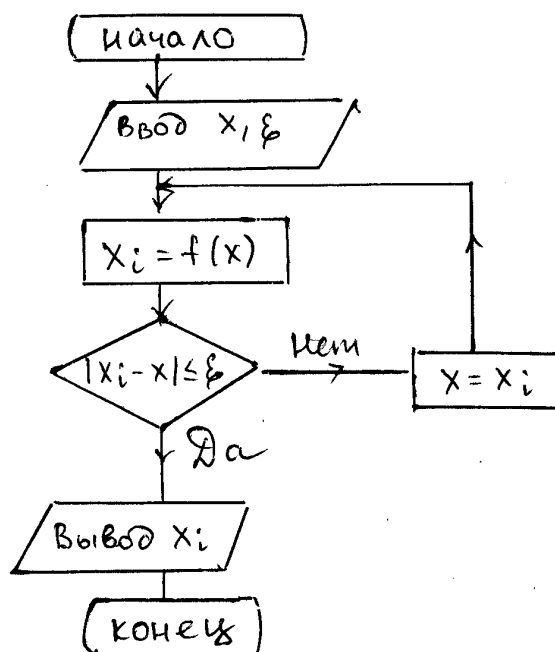 начало
Ввод x, ξ
Xi = f(x)
|Xi - x| ≤ ξ
Нет
x = xi
Да
Вывод Xi
конец